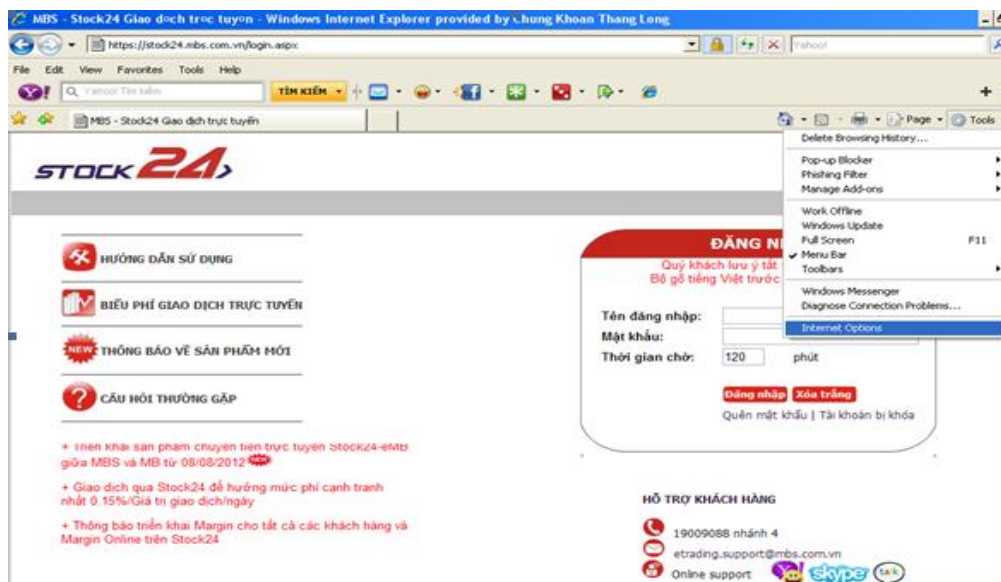 MBS - Stock24 Giao dịch trực tuyến - Windows Internet Explorer provided by Chung Khoan Thang Long
https://stock24.mbs.com.vn/login.aspx
Yahoo!
File Edit View Favorites Tools Help
Yahoo! Tìm kiếm
TÌM KIẾM
MBS - Stock24 Giao dịch trực tuyến
Page
Tools
Delete Browsing History...
Pop-up Blocker
Phishing Filter
Manage Add-ons
Work Offline
Windows Update
Full Screen F11
Menu Bar
Toolbars
Windows Messenger
Diagnose Connection Problems...
Internet Options
STOCK 24
HƯỚNG DẪN SỬ DỤNG
BIỂU PHÍ GIAO DỊCH TRỰC TUYẾN
NEW THÔNG BÁO VỀ SẢN PHẨM MỚI
CÂU HỎI THƯỜNG GẶP
+ Triển khai sản phẩm chuyển tiền trực tuyến Stock24-eMB
giữa MBS và MB từ 08/08/2012 NEW
+ Giao dịch qua Stock24 để hưởng mức phí cạnh tranh
nhất 0.15%/Giá trị giao dịch/ngày
+ Thông báo triển khai Margin cho tất cả các khách hàng và
Margin Online trên Stock24
ĐĂNG N
Quý khách lưu ý tắt
Bộ gõ tiếng Việt trước
Tên đăng nhập:
Mật khẩu:
Thời gian chờ: 120 phút
Đăng nhập Xóa trắng
Quên mật khẩu | Tài khoản bị khóa
HỖ TRỢ KHÁCH HÀNG
19009088 nhánh 4
etrading.support@mbs.com.vn
Online support Y! skype talk